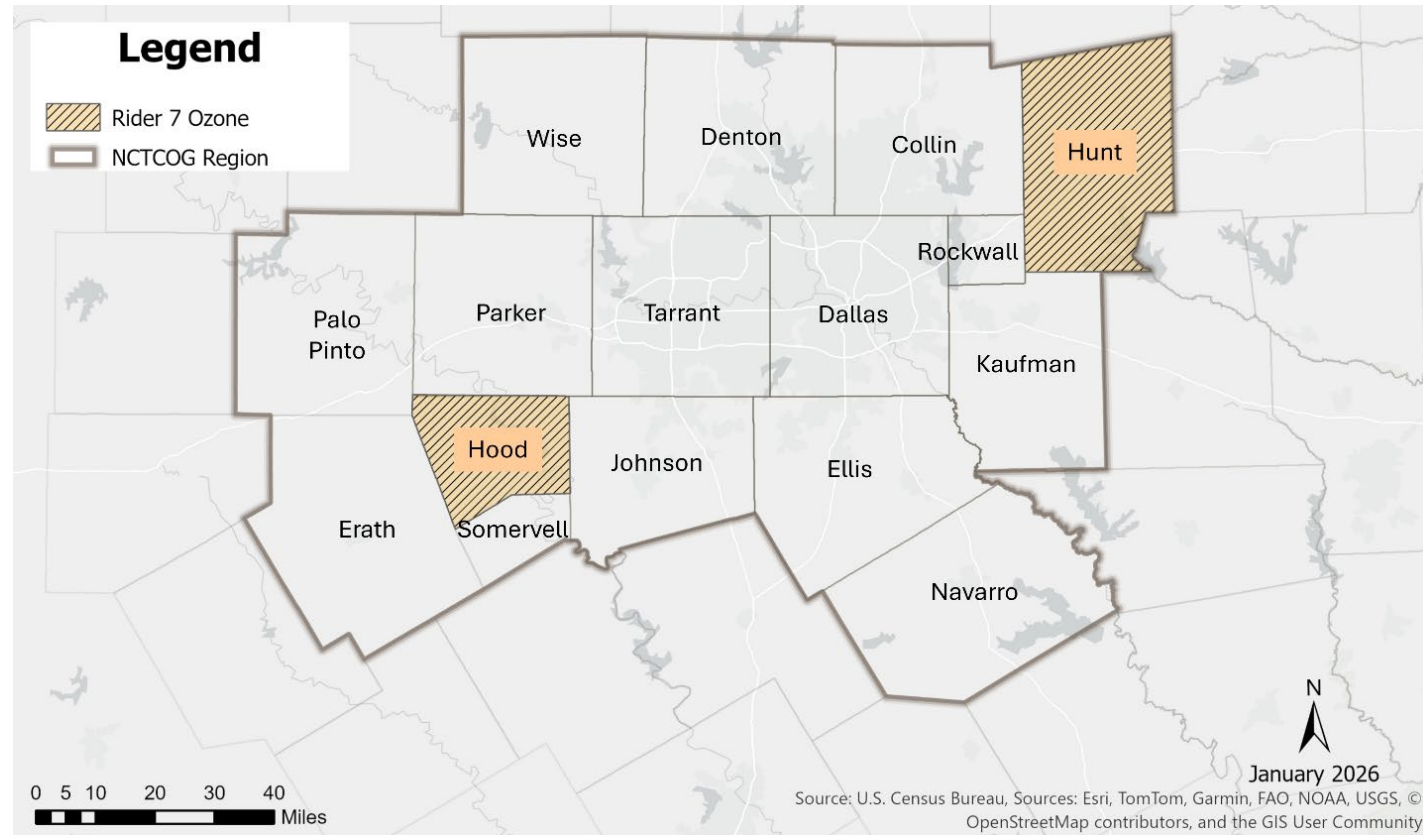 Legend
Rider 7 Ozone
NCTCOG Region
Wise
Denton
Collin
Hunt
Rockwall
Palo
Pinto
Parker
Tarrant
Dallas
Kaufman
Hood
Johnson
Ellis
Erath
Somervell
Navarro
N
January 2026
0 5 10 20 30 40
Miles
Source: U.S. Census Bureau, Sources: Esri, TomTom, Garmin, FAO, NOAA, USGS, ©
OpenStreetMap contributors, and the GIS User Community